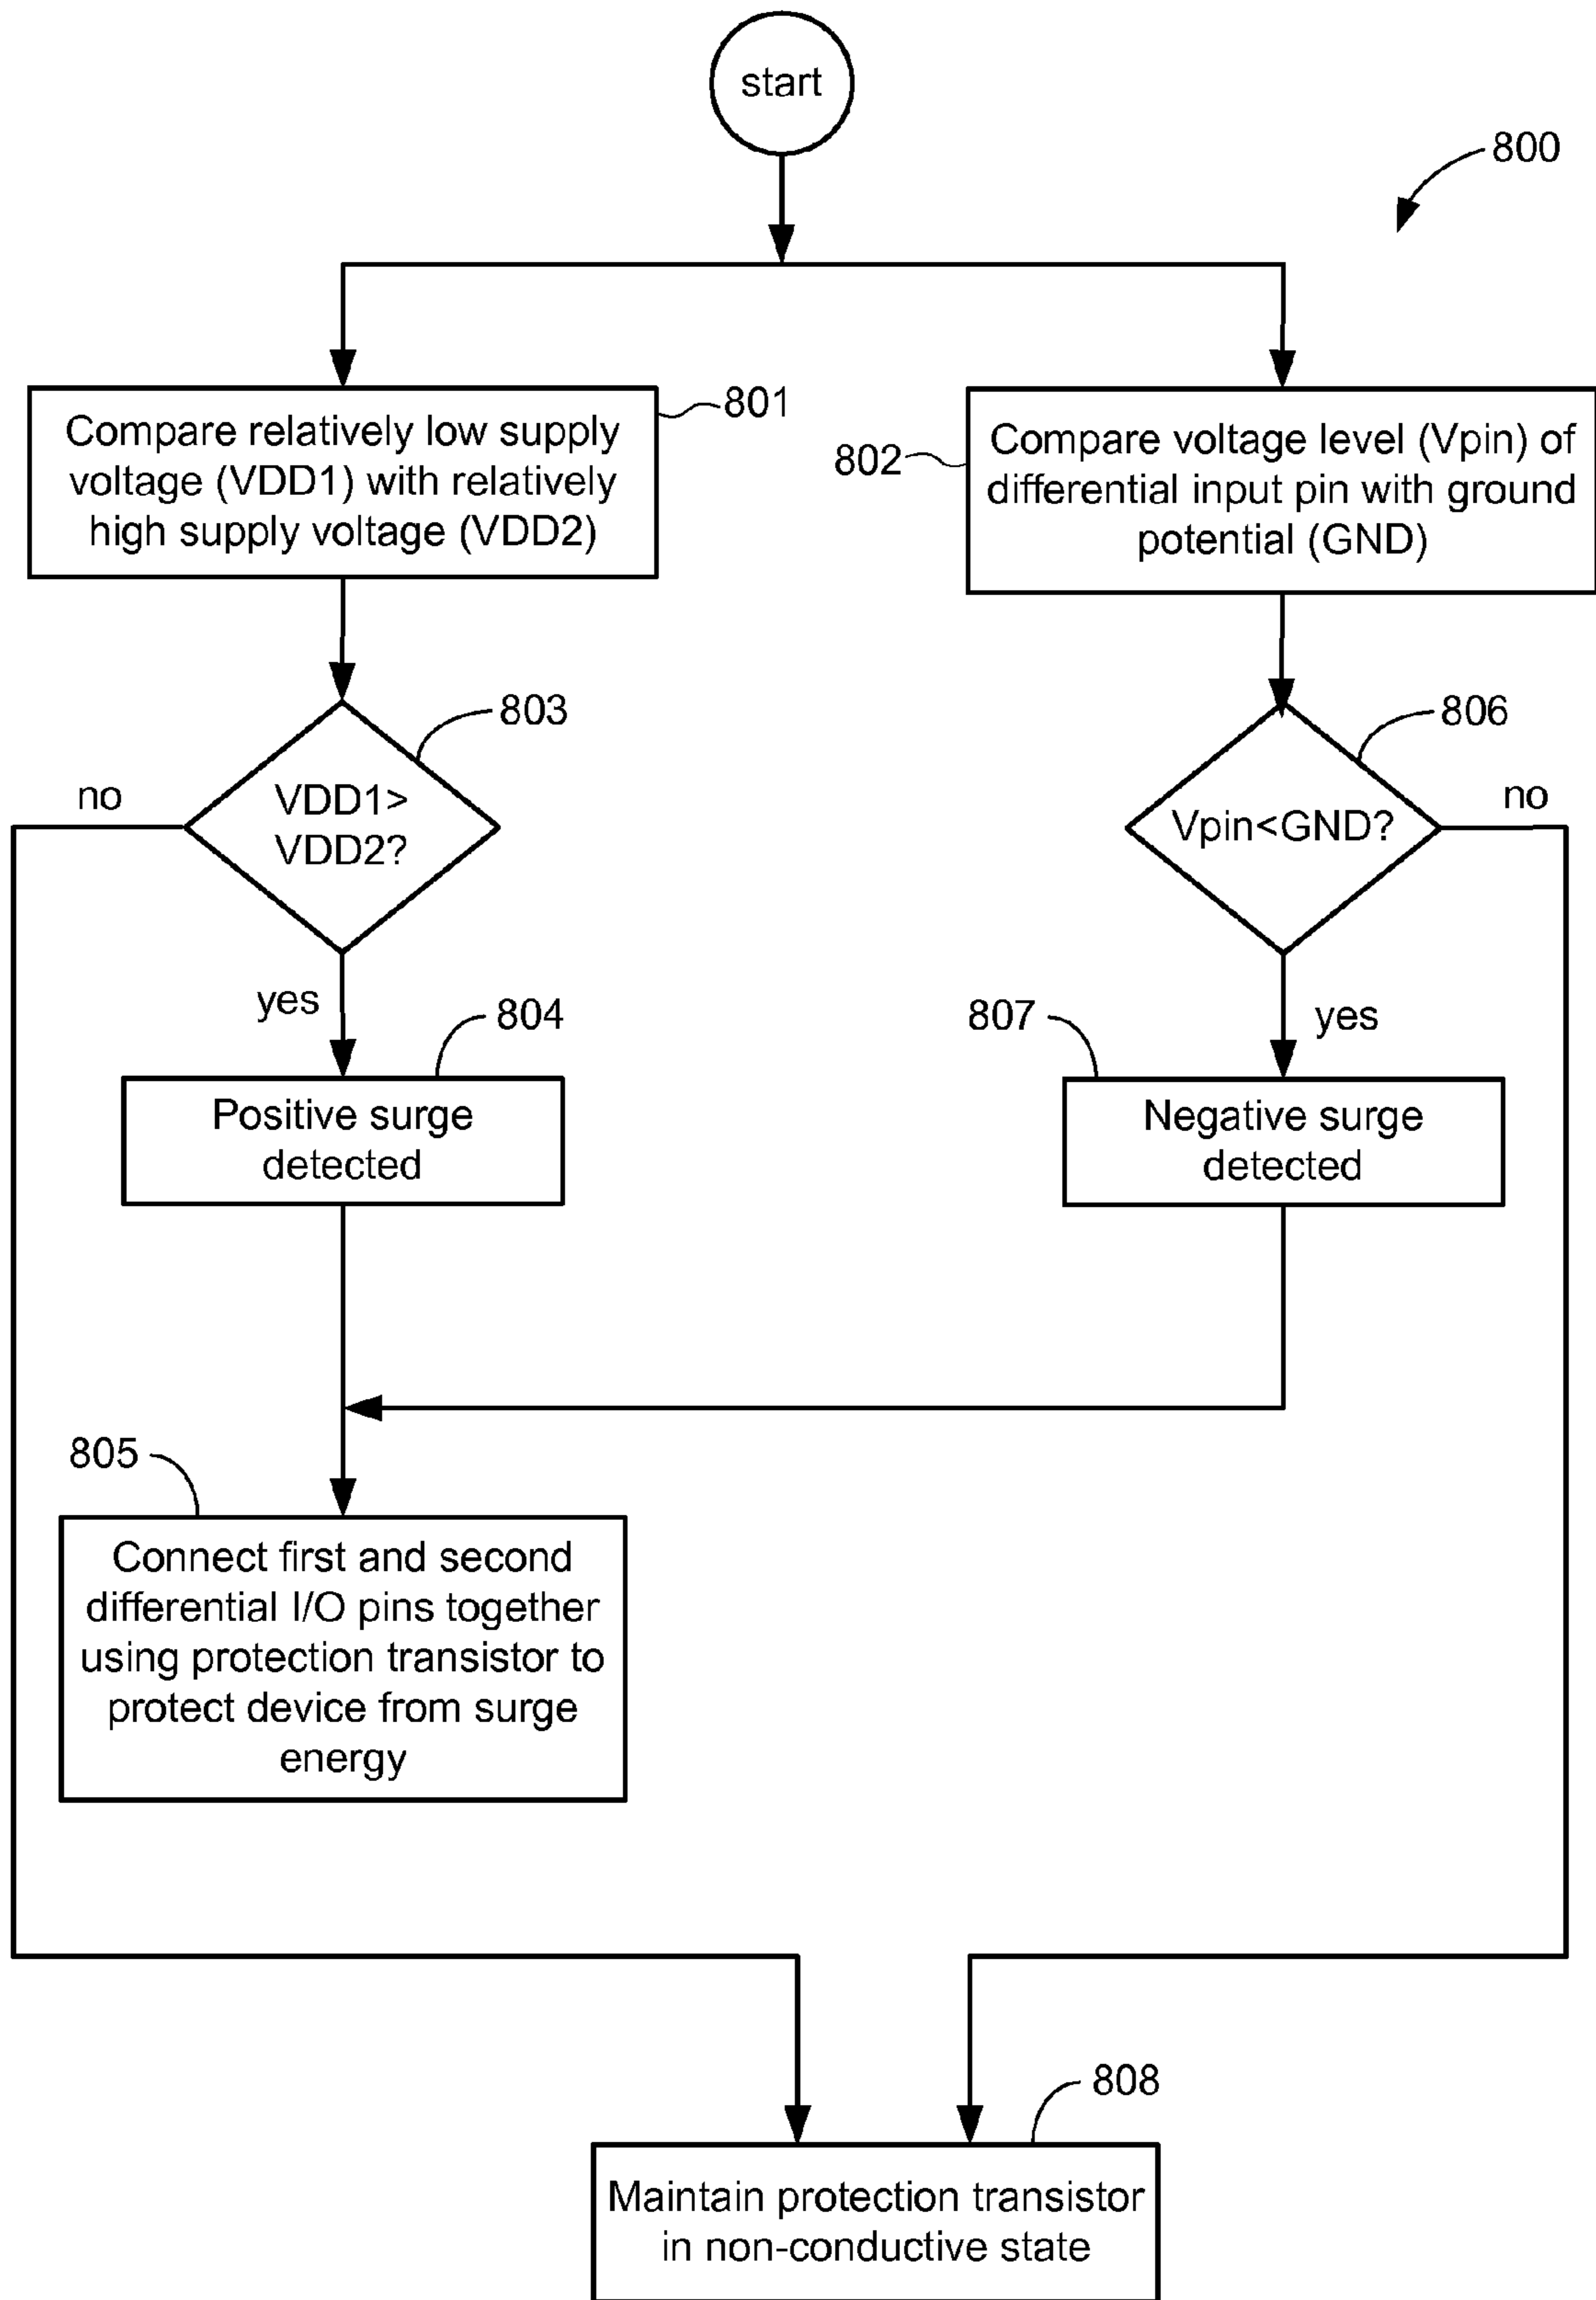 start
800
801
Compare relatively low supply
voltage (VDD1) with relatively
high supply voltage (VDD2)
802
Compare voltage level (Vpin) of
differential input pin with ground
potential (GND)
803
no
VDD1>
VDD2?
yes
806
no
Vpin<GND?
yes
804
Positive surge
detected
807
Negative surge
detected
805
Connect first and second
differential I/O pins together
using protection transistor to
protect device from surge
energy
808
Maintain protection transistor
in non-conductive state